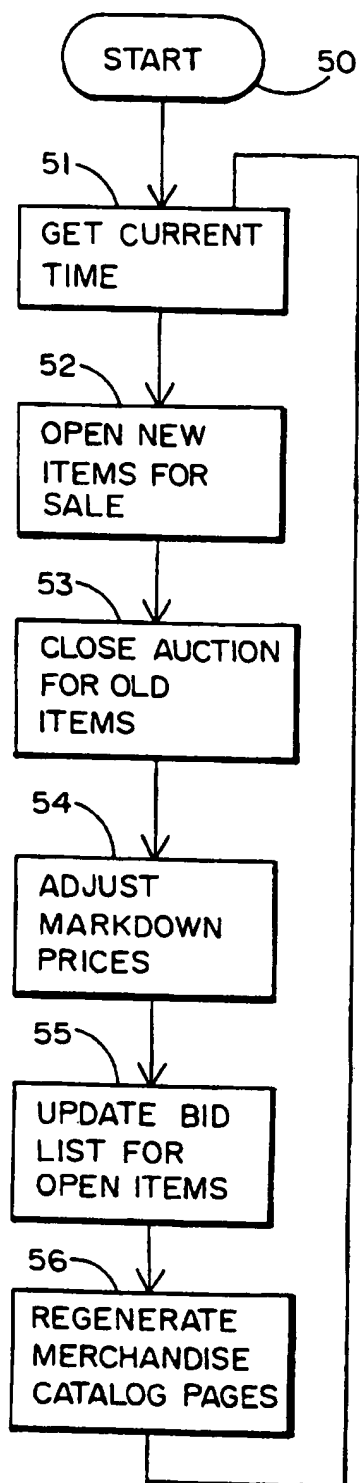 START
50
51
GET CURRENT
TIME
52
OPEN NEW
ITEMS FOR
SALE
53
CLOSE AUCTION
FOR OLD
ITEMS
54
ADJUST
MARKDOWN
PRICES
55
UPDATE BID
LIST FOR
OPEN ITEMS
56
REGENERATE
MERCHANDISE
CATALOG PAGES